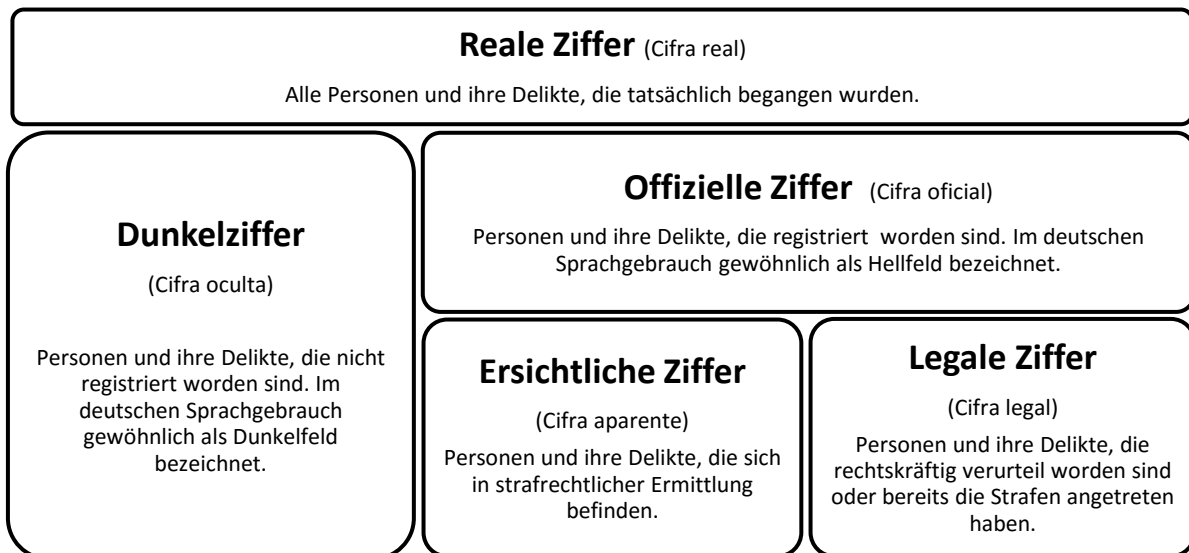 Reale Ziffer (Cifra real)
Alle Personen und ihre Delikte, die tatsächlich begangen wurden.
Dunkelziffer
(Cifra oculta)
Personen und ihre Delikte, die nicht
registriert worden sind. Im
deutschen Sprachgebrauch
gewöhnlich als Dunkelfeld
bezeichnet.
Offizielle Ziffer (Cifra oficial)
Personen und ihre Delikte, die registriert worden sind. Im deutschen
Sprachgebrauch gewöhnlich als Hellfeld bezeichnet.
Ersichtliche Ziffer
(Cifra aparente)
Personen und ihre Delikte, die sich
in strafrechtlicher Ermittlung
befinden.
Legale Ziffer
(Cifra legal)
Personen und ihre Delikte, die
rechtskräftig verurteil worden sind
oder bereits die Strafen angetreten
haben.